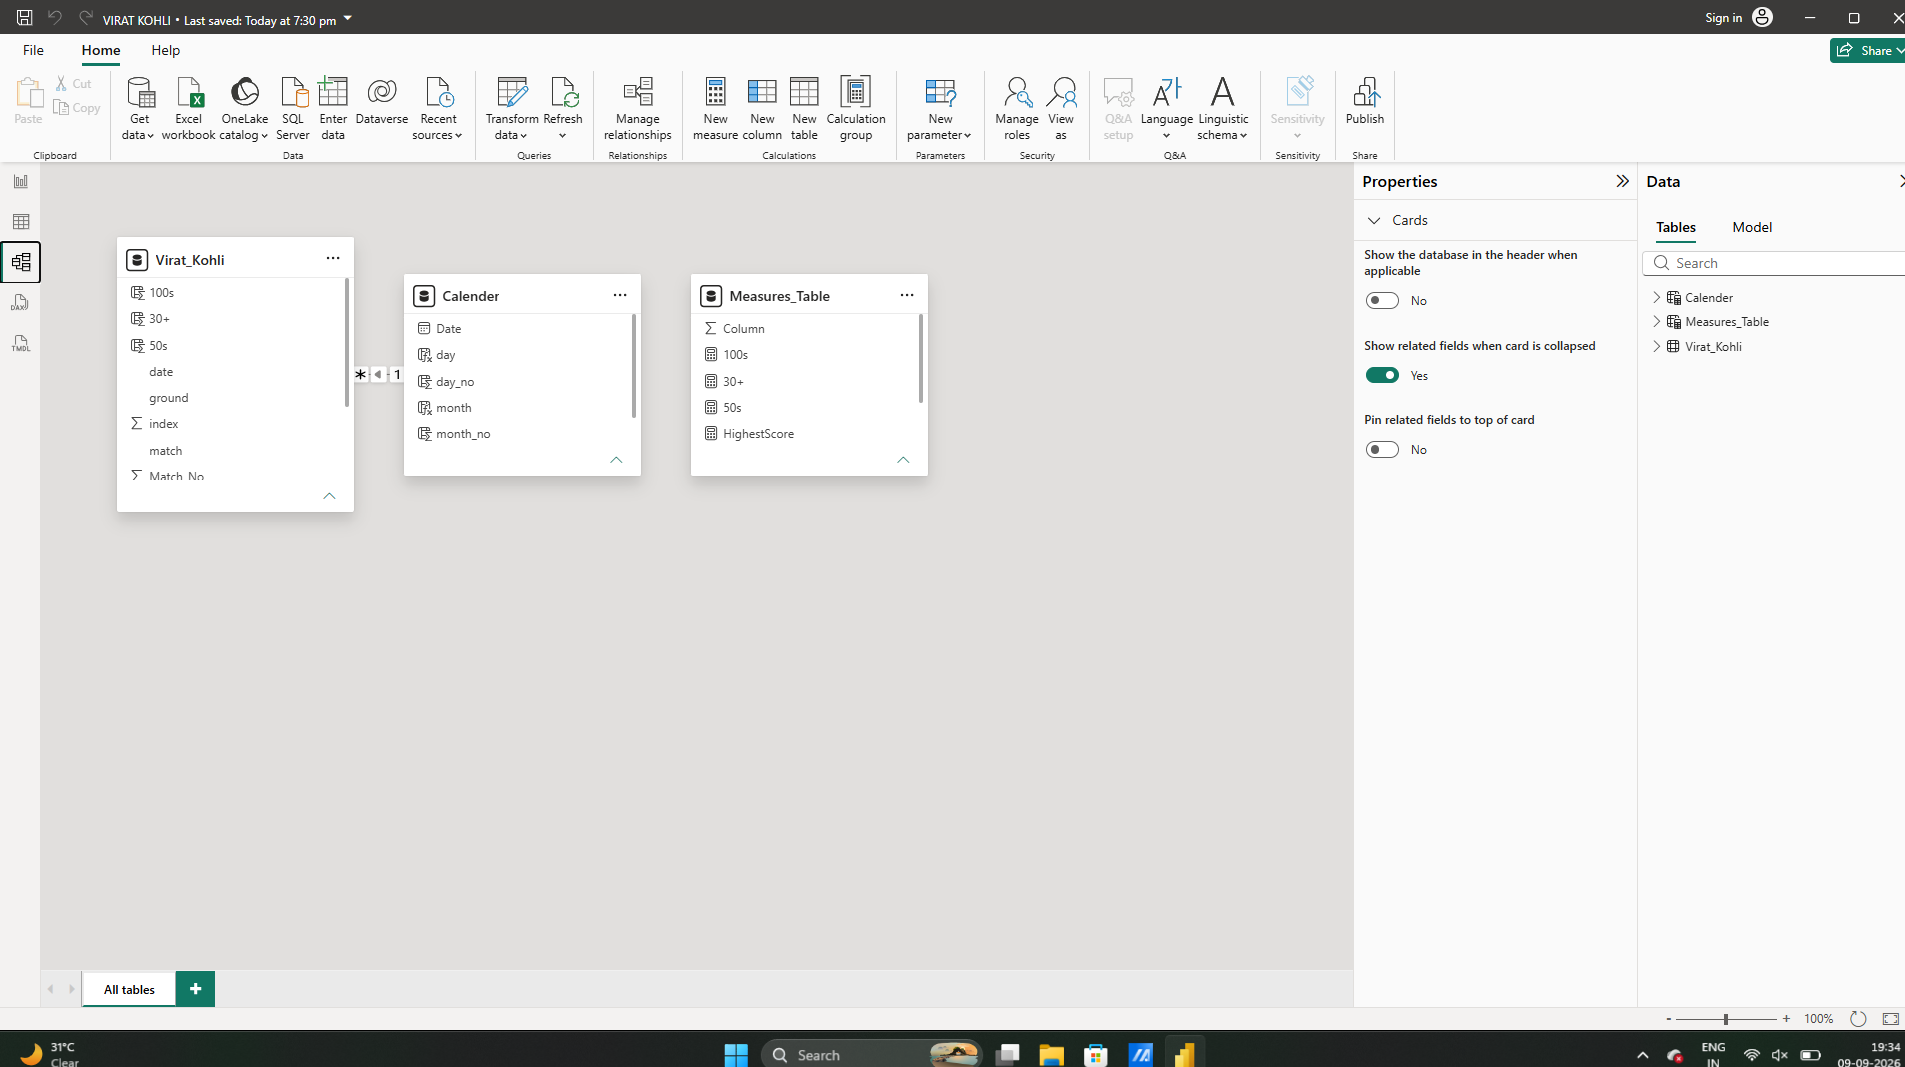 VIRAT KOHLI • Last saved: Today at 7:30 pm
Sign in
File
Home
Help
Share
Paste
Cut
Copy
Get data
Excel workbook
OneLake catalog
SQL Server
Enter data
Dataverse
Recent sources
Transform data
Refresh
Manage relationships
New measure
New column
New table
Calculation group
New parameter
Manage roles
View as
Q&A setup
Language
Linguistic schema
Sensitivity
Publish
Clipboard
Data
Queries
Relationships
Calculations
Parameters
Security
Q&A
Sensitivity
Share
DAX
TMDL
Virat_Kohli
100s
30+
50s
date
ground
index
match
Match_No
* 1
Calender
Date
day
day_no
month
month_no
Measures_Table
Column
100s
30+
50s
HighestScore
Properties
Cards
Show the database in the header when
applicable
No
Show related fields when card is collapsed
Yes
Pin related fields to top of card
No
Data
Tables
Model
Search
Calender
Measures_Table
Virat_Kohli
All tables
+
- + 100%
31°C
Clear
Search
ENG
IN
19:34
09-09-2026